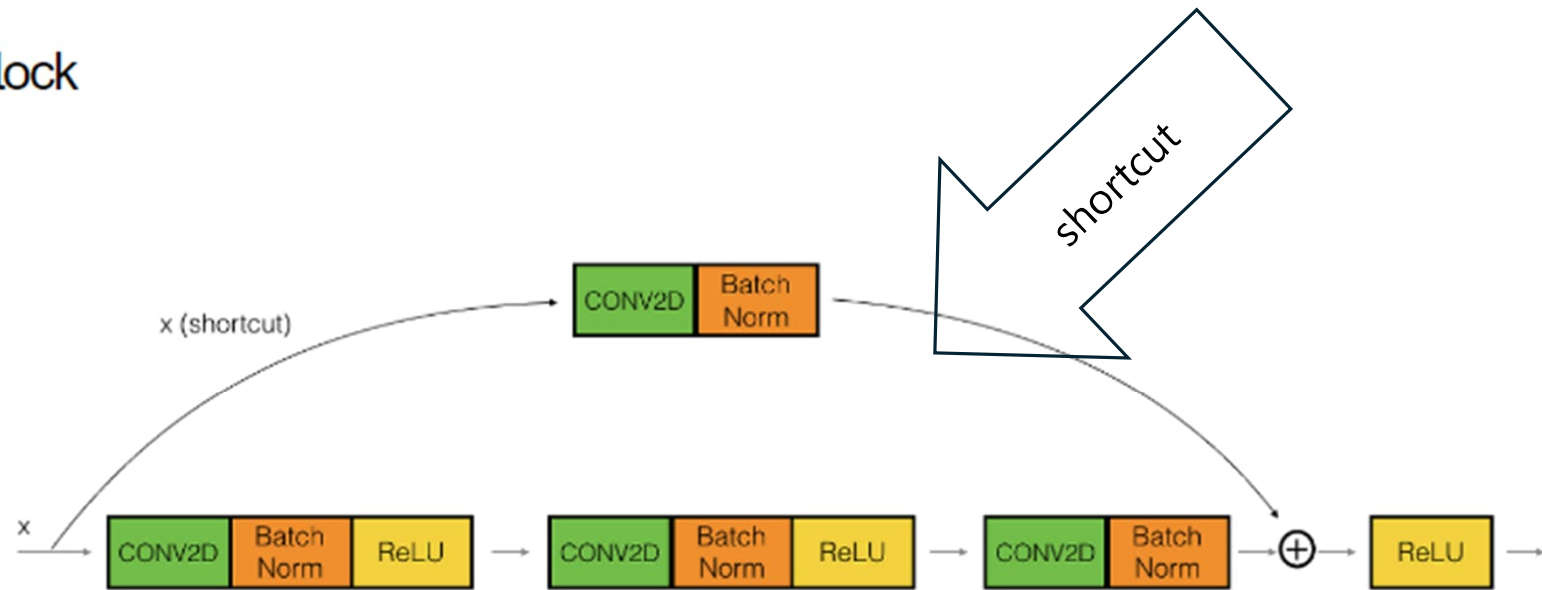 lock
shortcut
x (shortcut)
CONV2D
Batch
Norm
x
CONV2D
Batch
Norm
ReLU
CONV2D
Batch
Norm
ReLU
CONV2D
Batch
Norm
ReLU